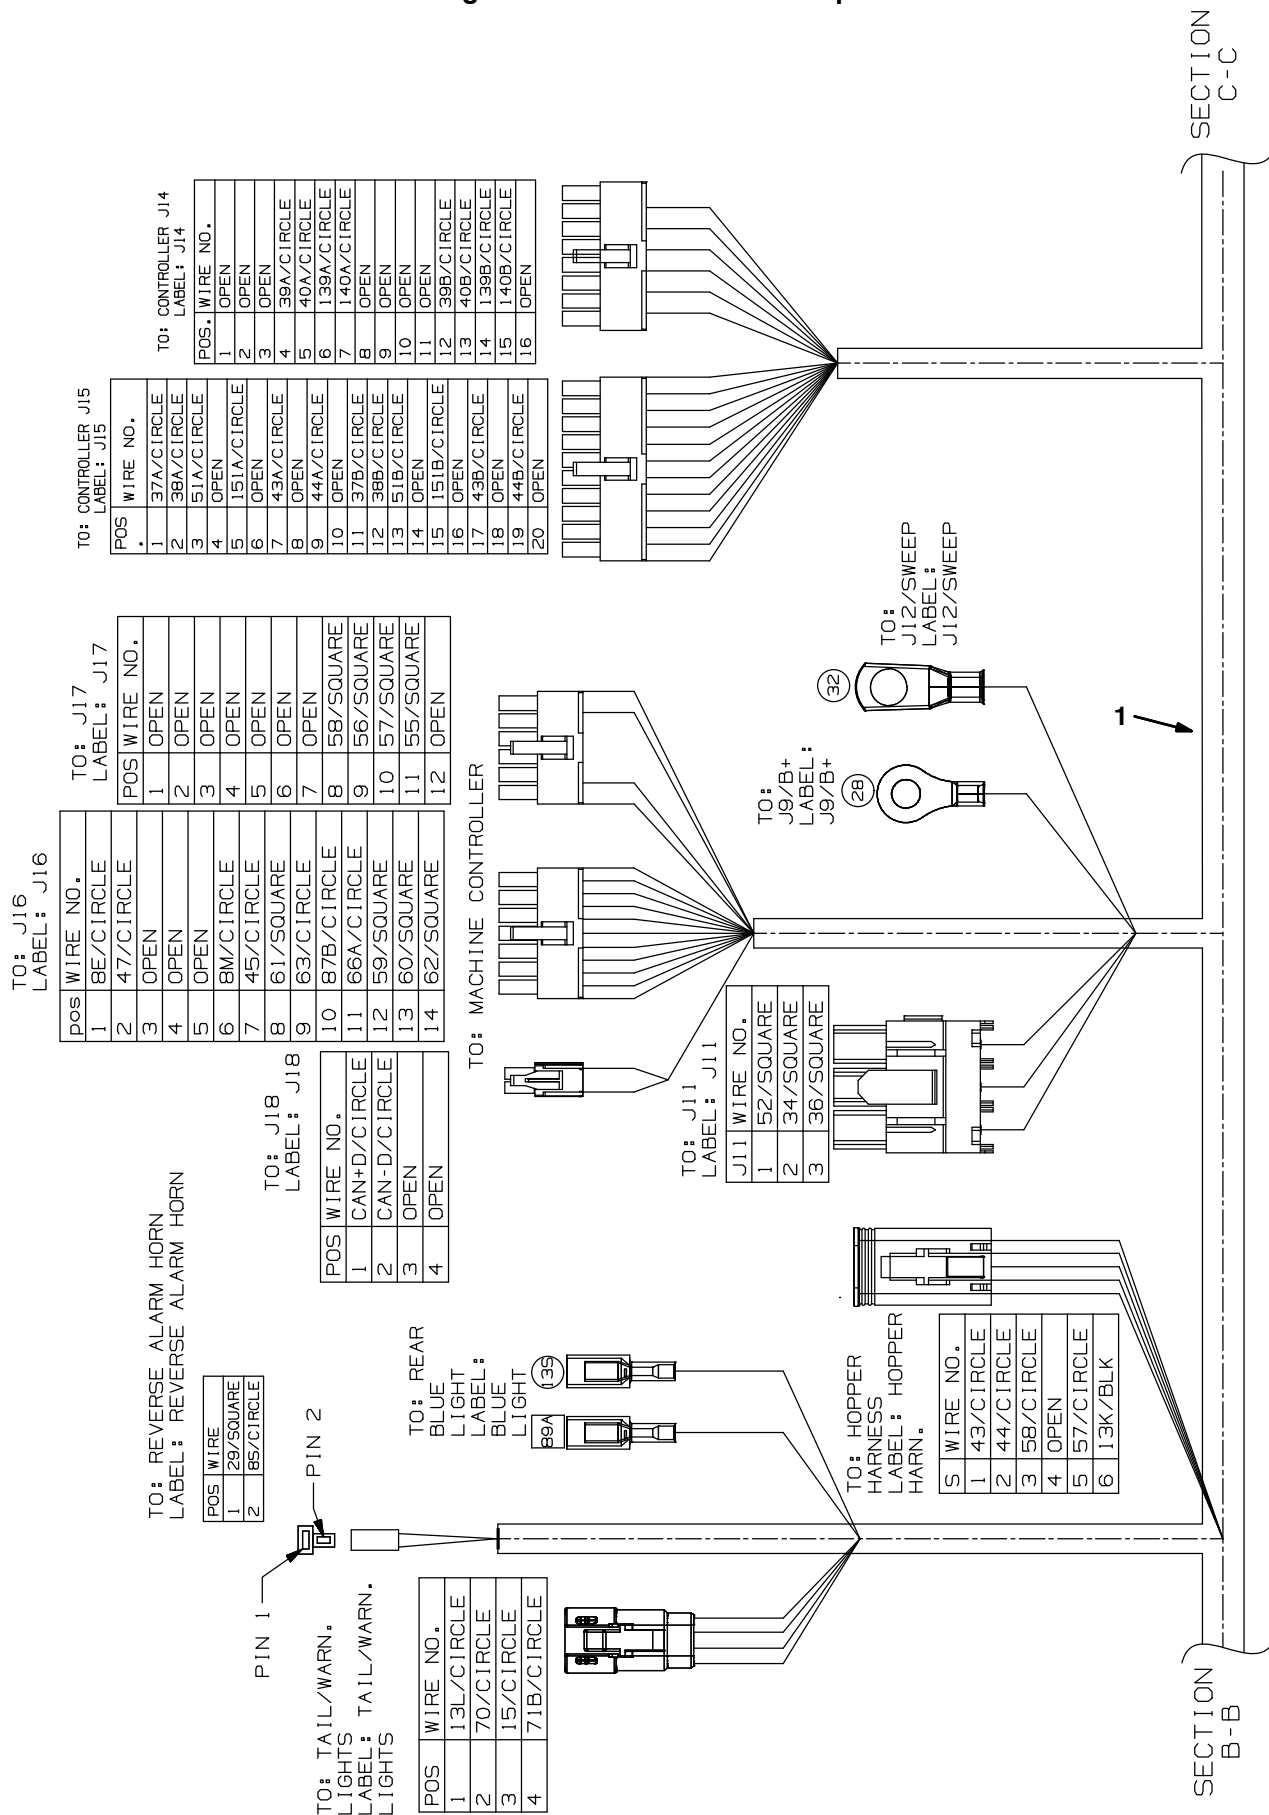 TO: TAIL/WARN.
LIGHTS
LABEL: TAIL/WARN.
LIGHTS
POS WIRE NO.
1 13L/CIRCLE
2 70/CIRCLE
3 15/CIRCLE
4 71B/CIRCLE
PIN 1
PIN 2
TO: REVERSE ALARM HORN
LABEL: REVERSE ALARM HORN
POS WIRE
1 29/SQUARE
2 8S/CIRCLE
TO: REAR
BLUE
LIGHT
LABEL:
BLUE
LIGHT
89A
13S
TO: HOPPER
HARNESS
LABEL: HOPPER
HARN.
S WIRE NO.
1 43/CIRCLE
2 44/CIRCLE
3 58/CIRCLE
4 OPEN
5 57/CIRCLE
6 13K/BLK
TO: J18
LABEL: J18
POS WIRE NO.
1 CAN+D/CIRCLE
2 CAN-D/CIRCLE
3 OPEN
4 OPEN
TO: J16
LABEL: J16
POS WIRE NO.
1 8E/CIRCLE
2 47/CIRCLE
3 OPEN
4 OPEN
5 OPEN
6 8M/CIRCLE
7 45/CIRCLE
8 61/SQUARE
9 63/CIRCLE
10 87B/CIRCLE
11 66A/CIRCLE
12 59/SQUARE
13 60/SQUARE
14 62/SQUARE
TO: J17
LABEL: J17
POS WIRE NO.
1 OPEN
2 OPEN
3 OPEN
4 OPEN
5 OPEN
6 OPEN
7 OPEN
8 58/SQUARE
9 56/SQUARE
10 57/SQUARE
11 55/SQUARE
12 OPEN
TO: MACHINE CONTROLLER
TO: J11
LABEL: J11
J11 WIRE NO.
1 52/SQUARE
2 34/SQUARE
3 36/SQUARE
TO:
J9/B+
LABEL:
J9/B+
28
TO:
J12/SWEEP
LABEL:
J12/SWEEP
32
TO: CONTROLLER J15
LABEL: J15
POS
. WIRE NO.
1 37A/CIRCLE
2 38A/CIRCLE
3 51A/CIRCLE
4 OPEN
5 151A/CIRCLE
6 OPEN
7 43A/CIRCLE
8 OPEN
9 44A/CIRCLE
10 OPEN
11 37B/CIRCLE
12 38B/CIRCLE
13 51B/CIRCLE
14 OPEN
15 151B/CIRCLE
16 OPEN
17 43B/CIRCLE
18 OPEN
19 44B/CIRCLE
20 OPEN
TO: CONTROLLER J14
LABEL: J14
POS. WIRE NO.
1 OPEN
2 OPEN
3 OPEN
4 39A/CIRCLE
5 40A/CIRCLE
6 139A/CIRCLE
7 140A/CIRCLE
8 OPEN
9 OPEN
10 OPEN
11 OPEN
12 39B/CIRCLE
13 40B/CIRCLE
14 139B/CIRCLE
15 140B/CIRCLE
16 OPEN
1
SECTION
B-B
SECTION
C-C